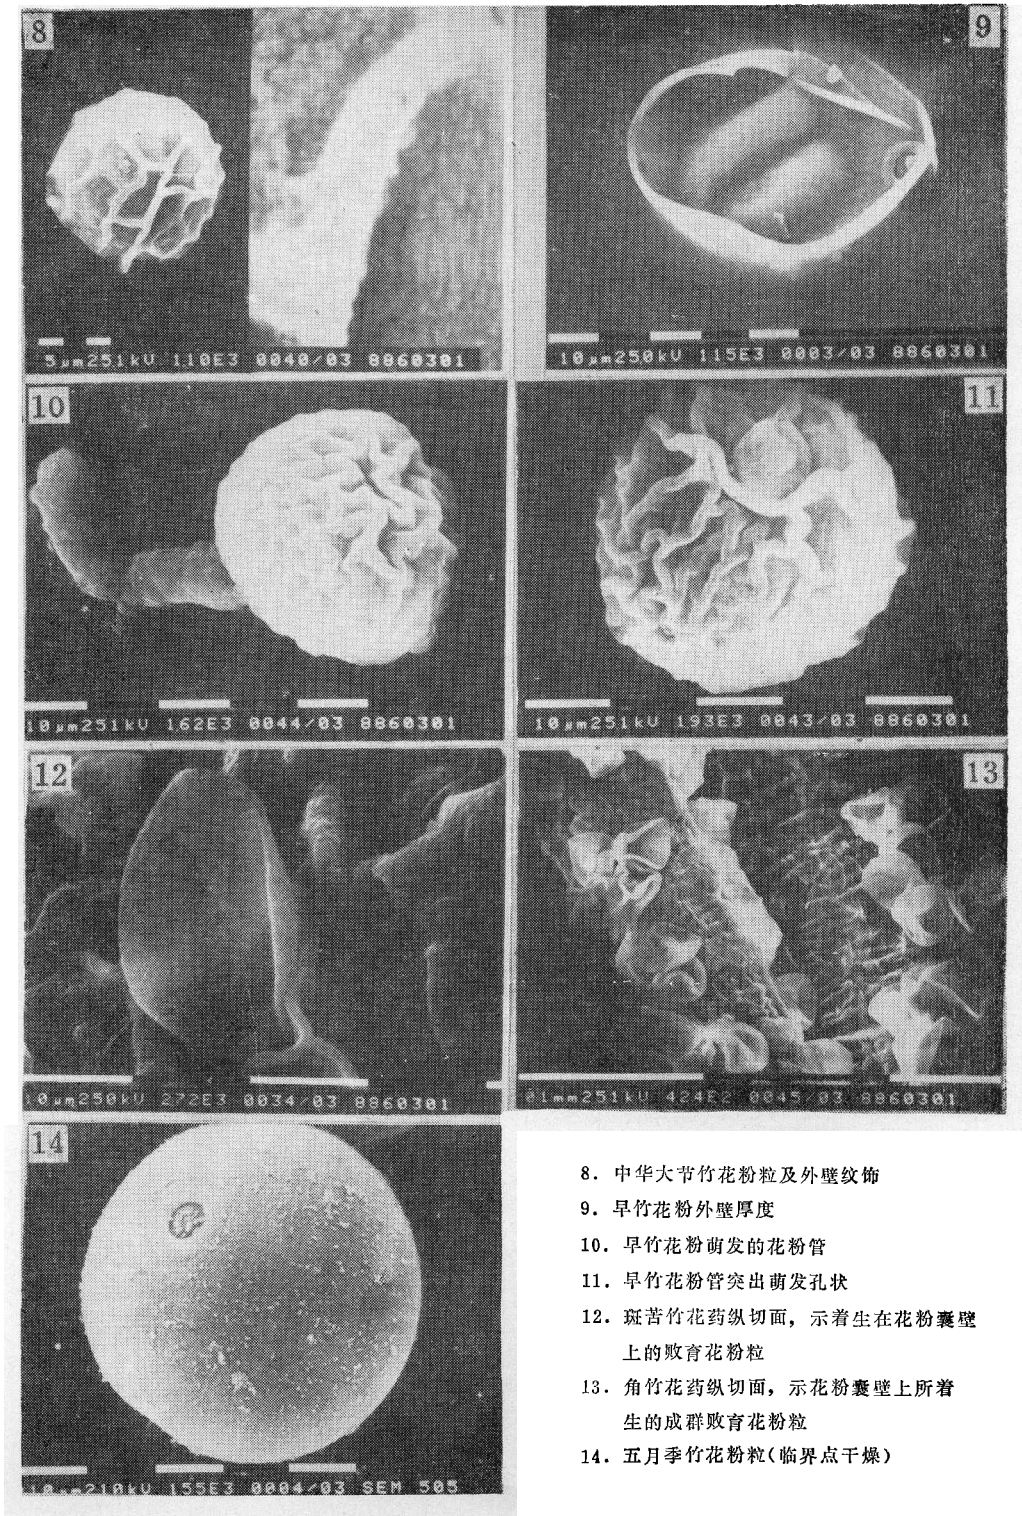 8
5μm251kV 110E3 0040/03 8860301
9
10μm250kV 115E3 0003/03 8860301
10
10μm251kV 162E3 0044/03 8860301
11
10μm251kV 193E3 0043/03 8860301
12
10μm250kV 272E3 0034/03 8860301
13
01mm251kV 424E2 0045/03 8860301
14
10μm210kV 155E3 0004/03 SEM 505
8. 中华大节竹花粉粒及外壁纹饰
9. 早竹花粉外壁厚度
10. 早竹花粉萌发的花粉管
11. 早竹花粉管突出萌发孔状
12. 斑苦竹花药纵切面，示着生在花粉囊壁
上的败育花粉粒
13. 角竹花药纵切面，示花粉囊壁上所着
生的成群败育花粉粒
14. 五月季竹花粉粒(临界点干燥)